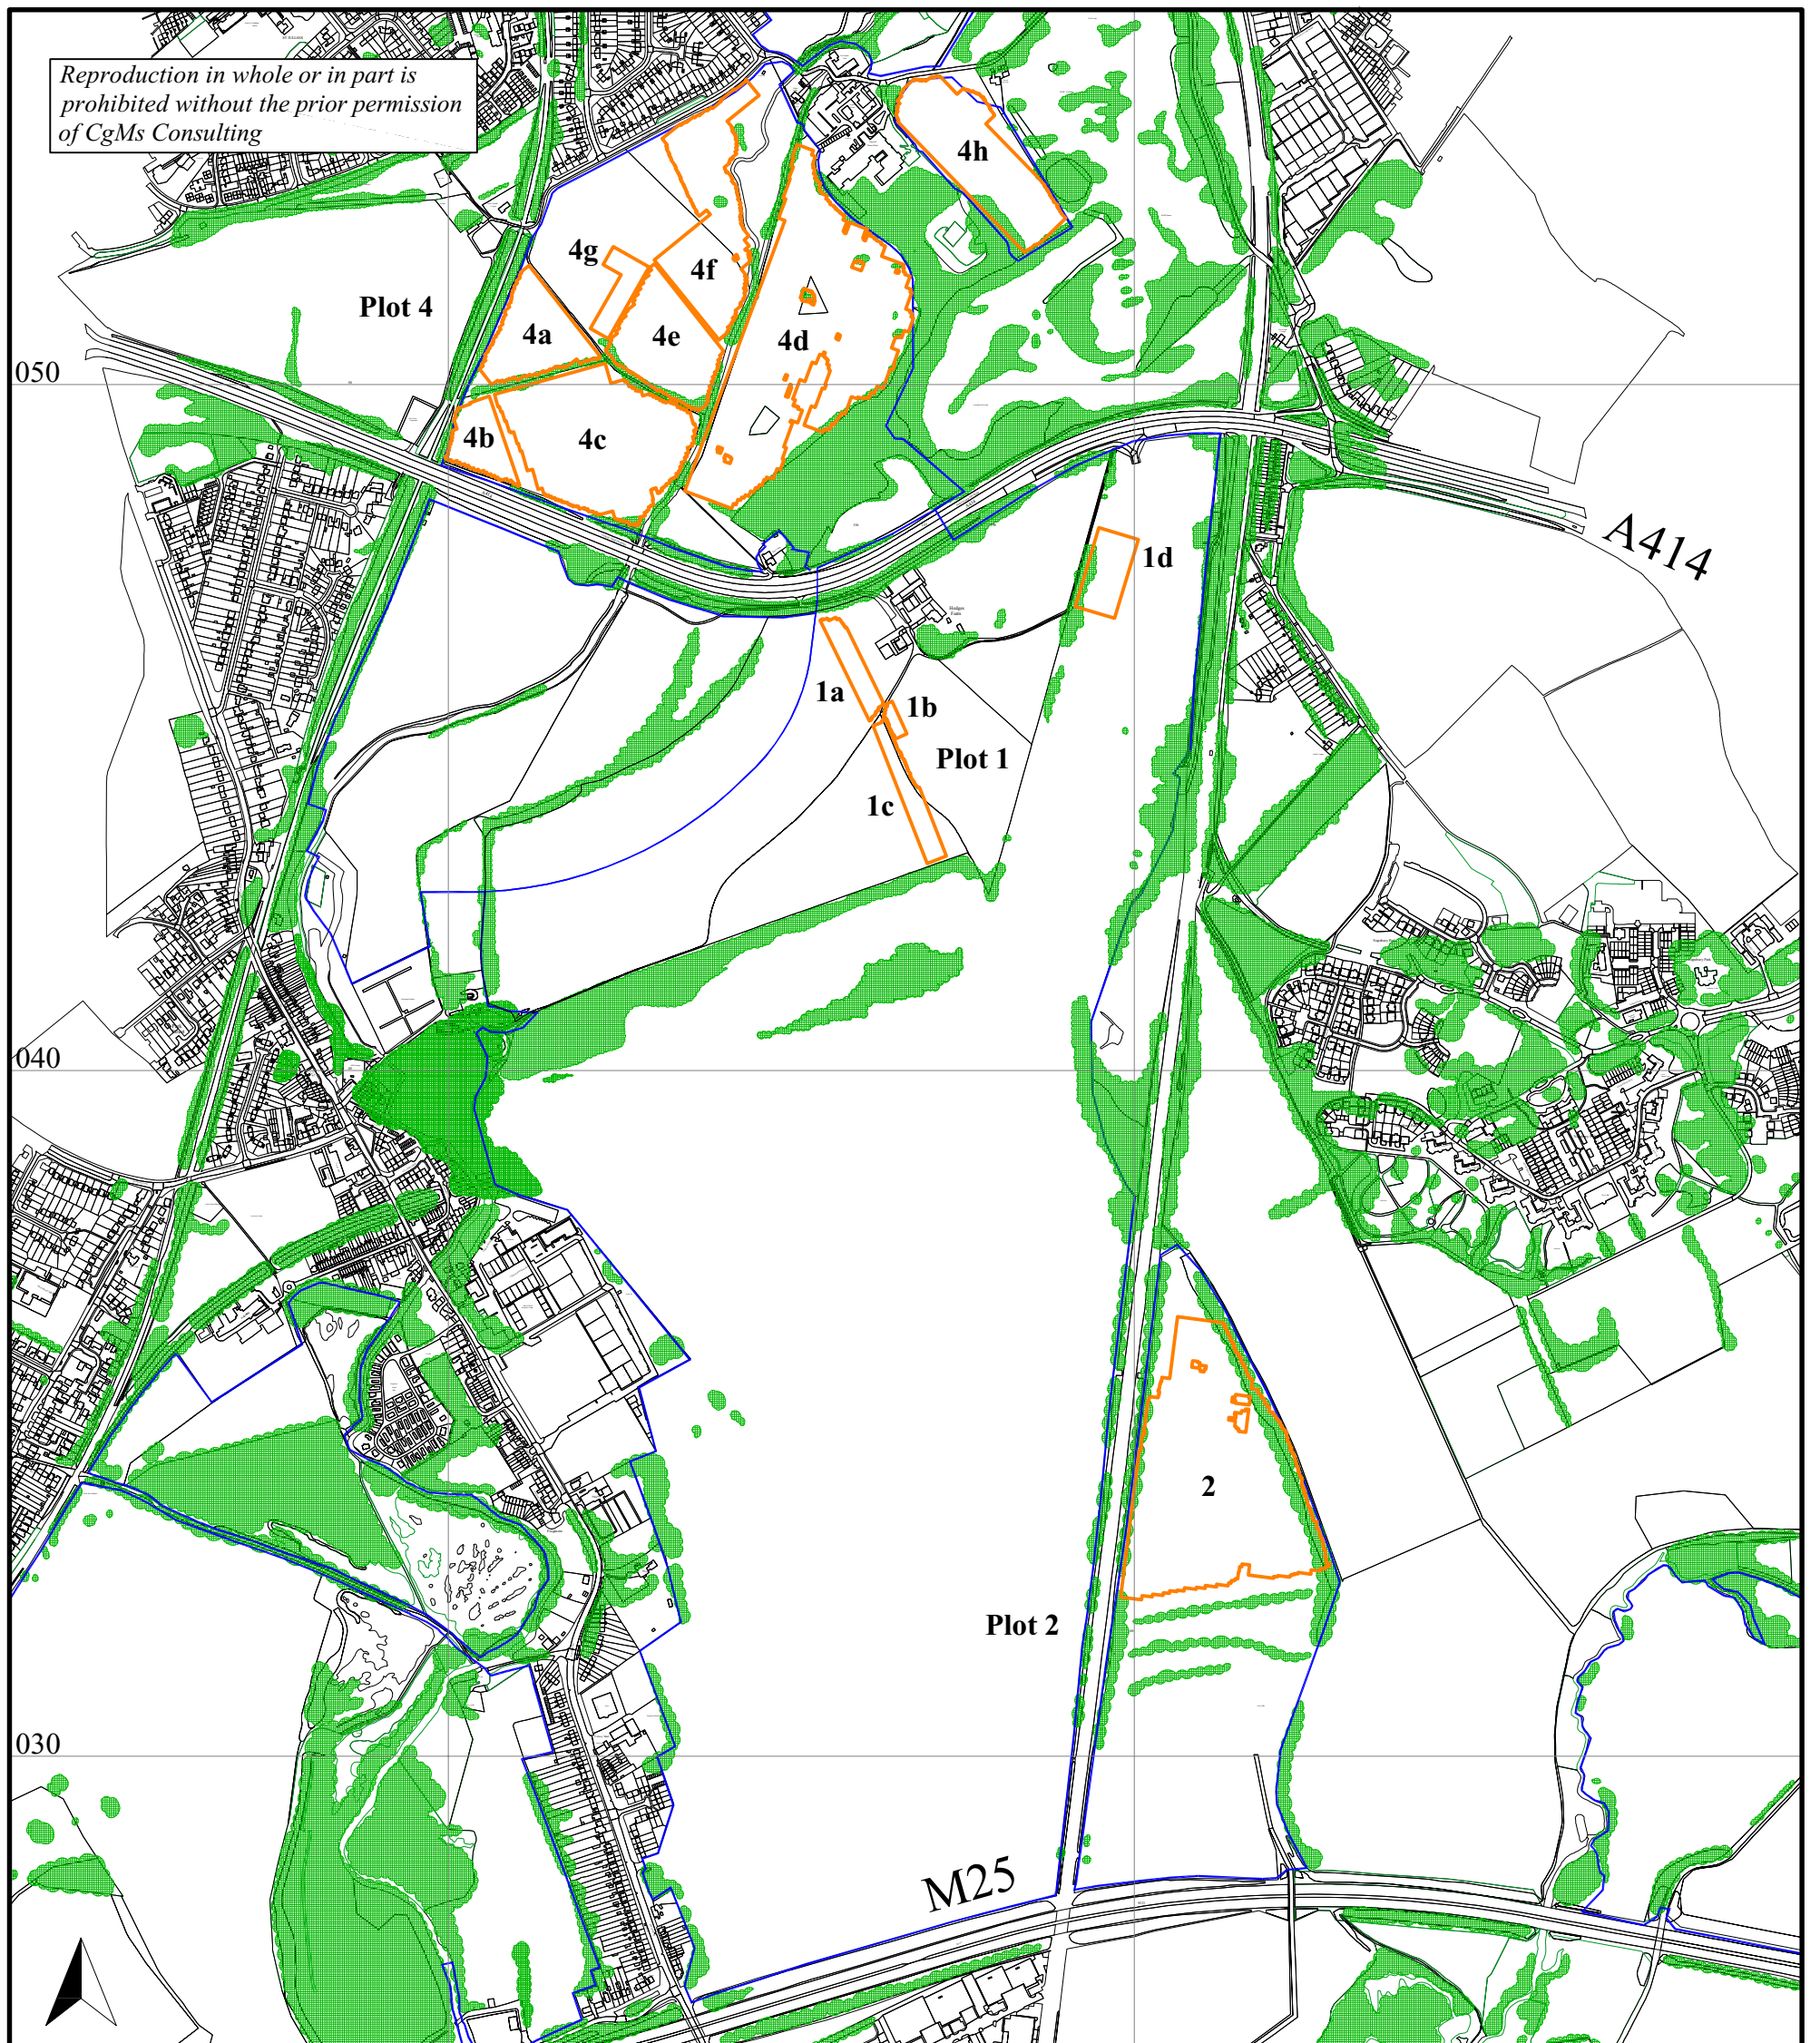 Reproduction in whole or in part is
prohibited without the prior permission
of CgMs Consulting
4h
4g
4f
Plot 4
4a
4e
4d
050
4b
4c
A414
1d
Hedges
Farm
1a
1b
Plot 1
1c
040
2
Plot 2
030
M25